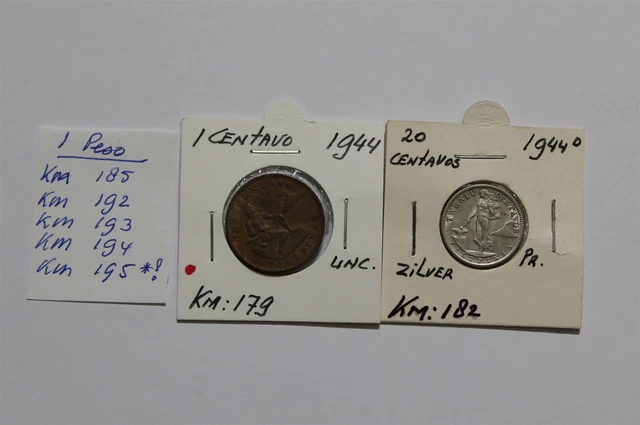 1 Peso
Km 185
Km 192
Km 193
Km 194
Km 195 *!
1 CENTAVO 1944
UNC.
KM: 179
20 CENTAVOS 1944 D
ZILVER PR.
KM: 182